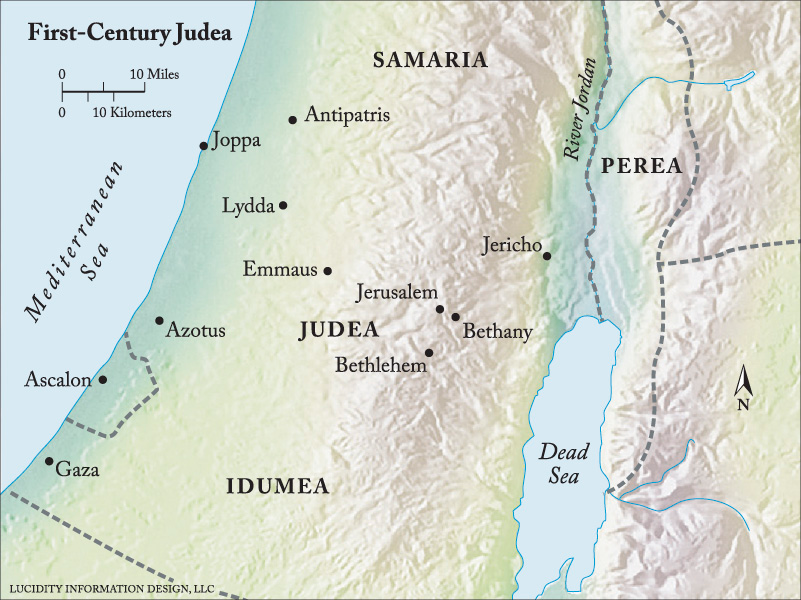 First-Century Judea
0 10 Miles
0 10 Kilometers
SAMARIA
River Jordan
Antipatris
Joppa
PEREA
Mediterranean
Sea
Lydda
Jericho
Emmaus
Jerusalem
JUDEA
Azotus
Bethany
Bethlehem
Ascalon
N
Dead
Sea
Gaza
IDUMEA
LUCIDITY INFORMATION DESIGN, LLC